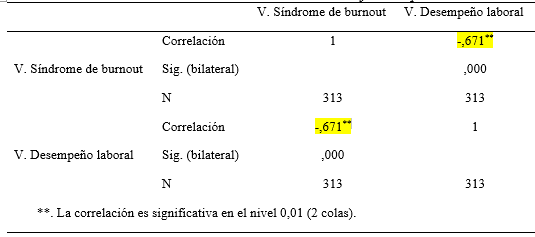 V. Síndrome de burnout V. Desempeño laboral
Correlación 1 -,671**
V. Síndrome de burnout Sig. (bilateral) ,000
N 313 313
Correlación -,671** 1
V. Desempeño laboral Sig. (bilateral) ,000
N 313 313
**. La correlación es significativa en el nivel 0,01 (2 colas).